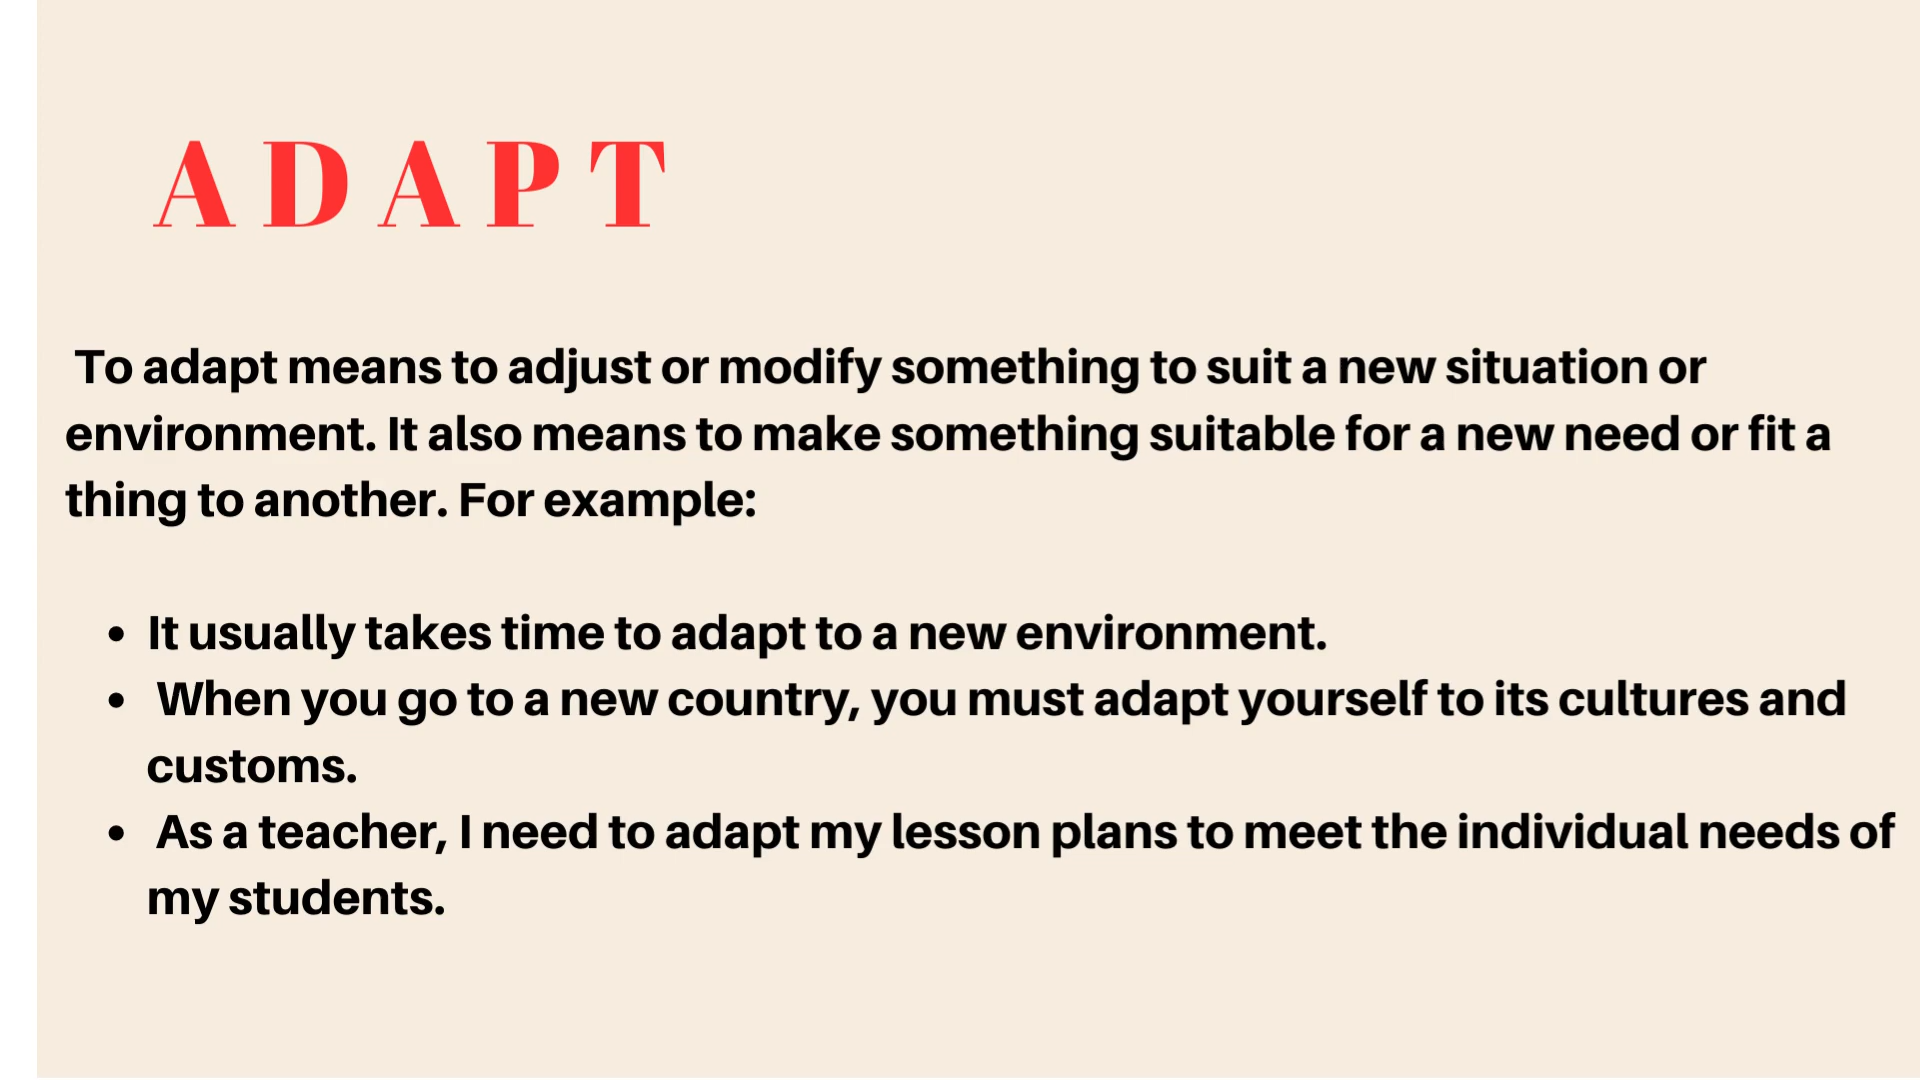 ADAPT
To adapt means to adjust or modify something to suit a new situation or
environment. It also means to make something suitable for a new need or fit a
thing to another. For example:
• It usually takes time to adapt to a new environment.
• When you go to a new country, you must adapt yourself to its cultures and
customs.
• As a teacher, I need to adapt my lesson plans to meet the individual needs of
my students.